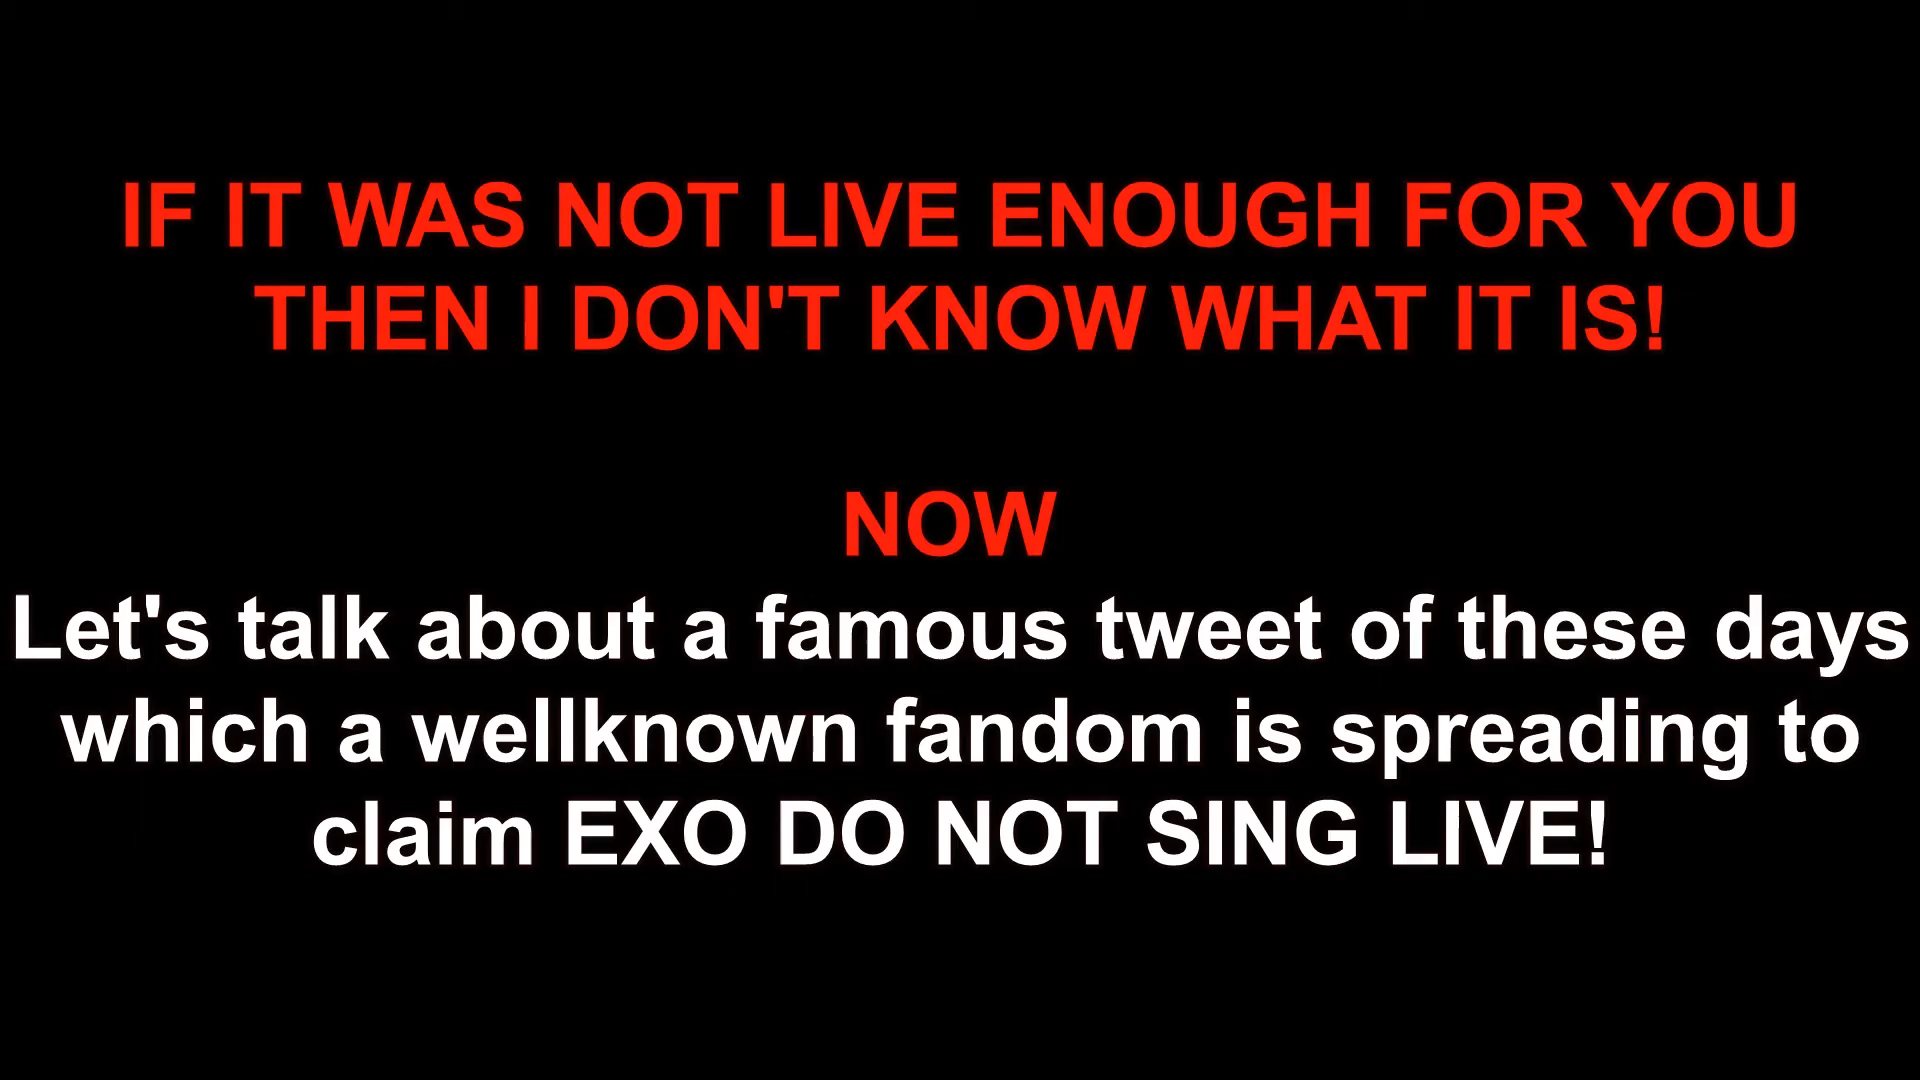 IF IT WAS NOT LIVE ENOUGH FOR YOU
THEN I DON'T KNOW WHAT IT IS!
NOW
Let's talk about a famous tweet of these days
which a wellknown fandom is spreading to
claim EXO DO NOT SING LIVE!